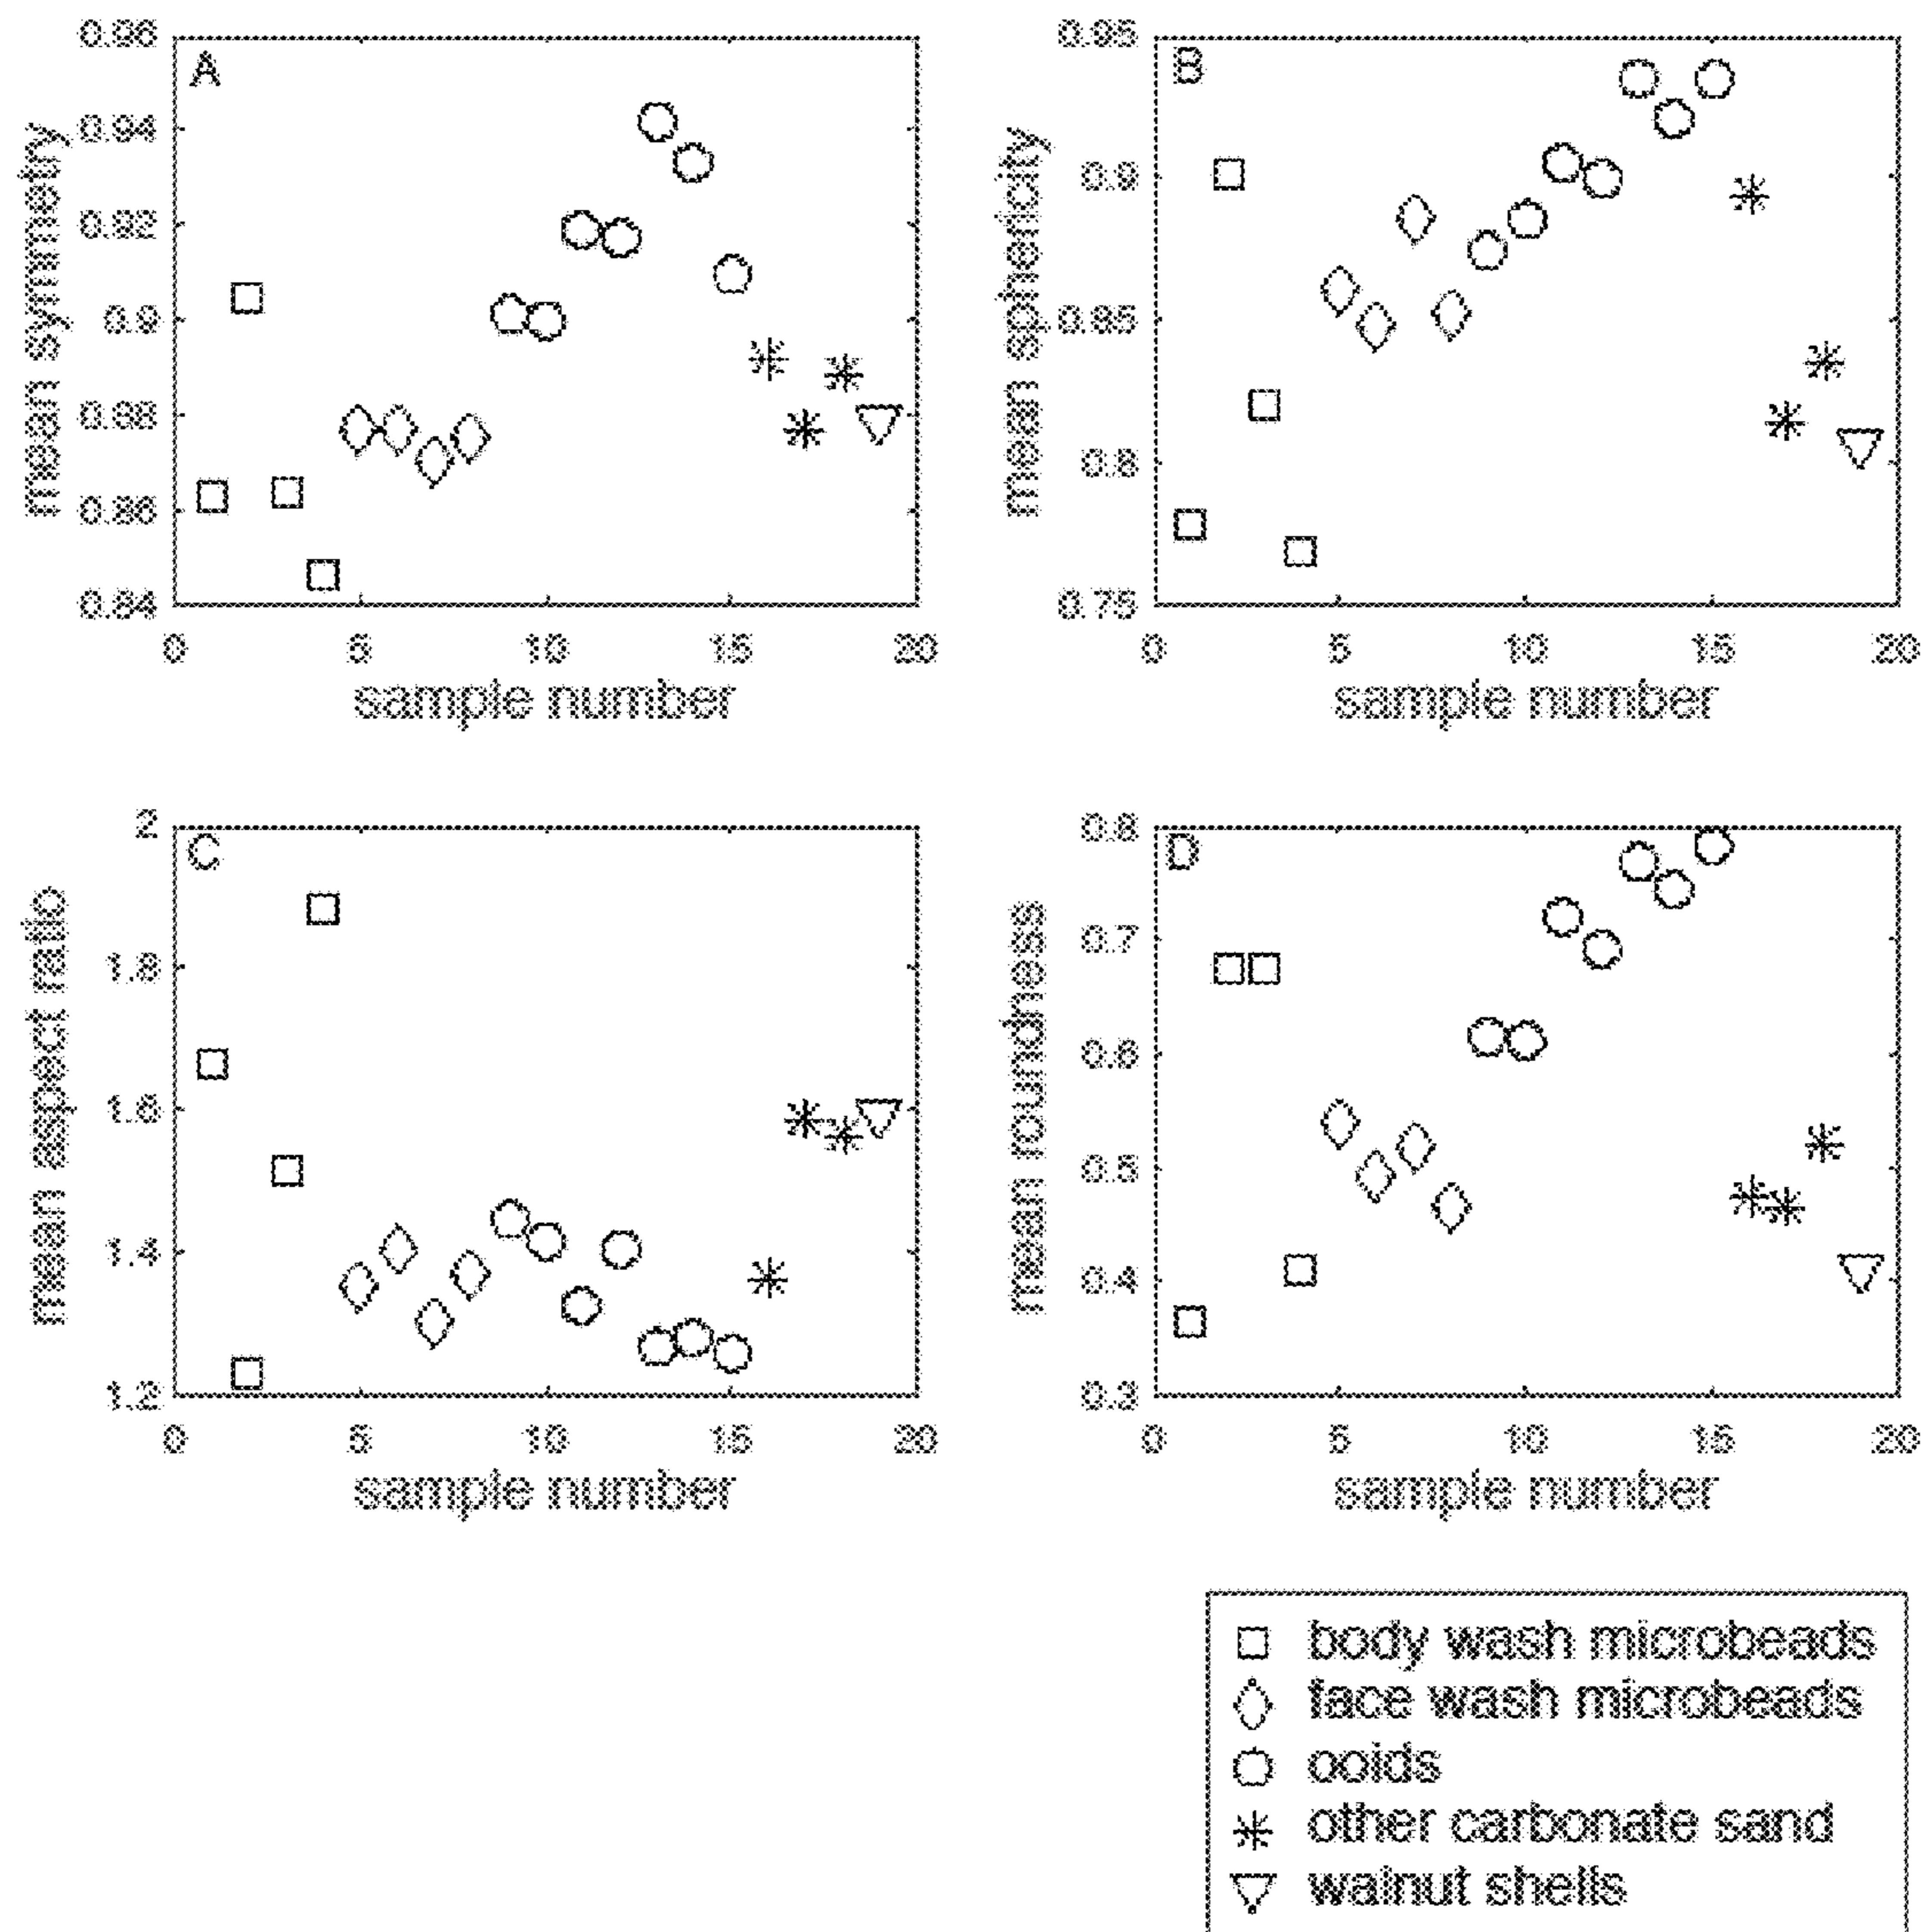 A
mean symmetry
0.96
0.94
0.92
0.9
0.88
0.86
0.84
0 5 10 15 20
sample number
B
mean sphericity
0.95
0.9
0.85
0.8
0.75
0 5 10 15 20
sample number
C
mean aspect ratio
2
1.8
1.6
1.4
1.2
0 5 10 15 20
sample number
D
mean roundness
0.8
0.7
0.6
0.5
0.4
0.3
0 5 10 15 20
sample number
body wash microbeads
face wash microbeads
ooids
other carbonate sand
walnut shells